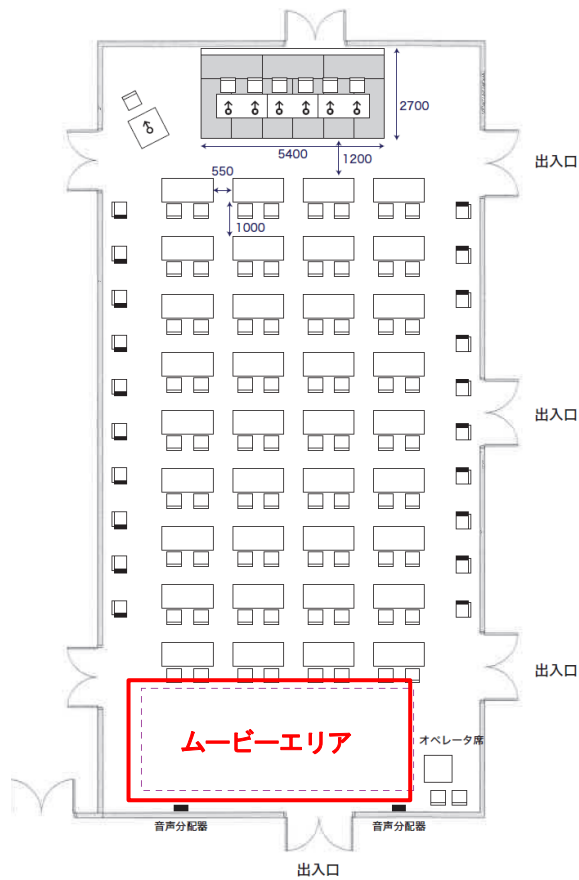 2700
5400
1200
出入口
550
1000
出入口
出入口
ムービーエリア
オペレータ席
音声分配器
音声分配器
出入口